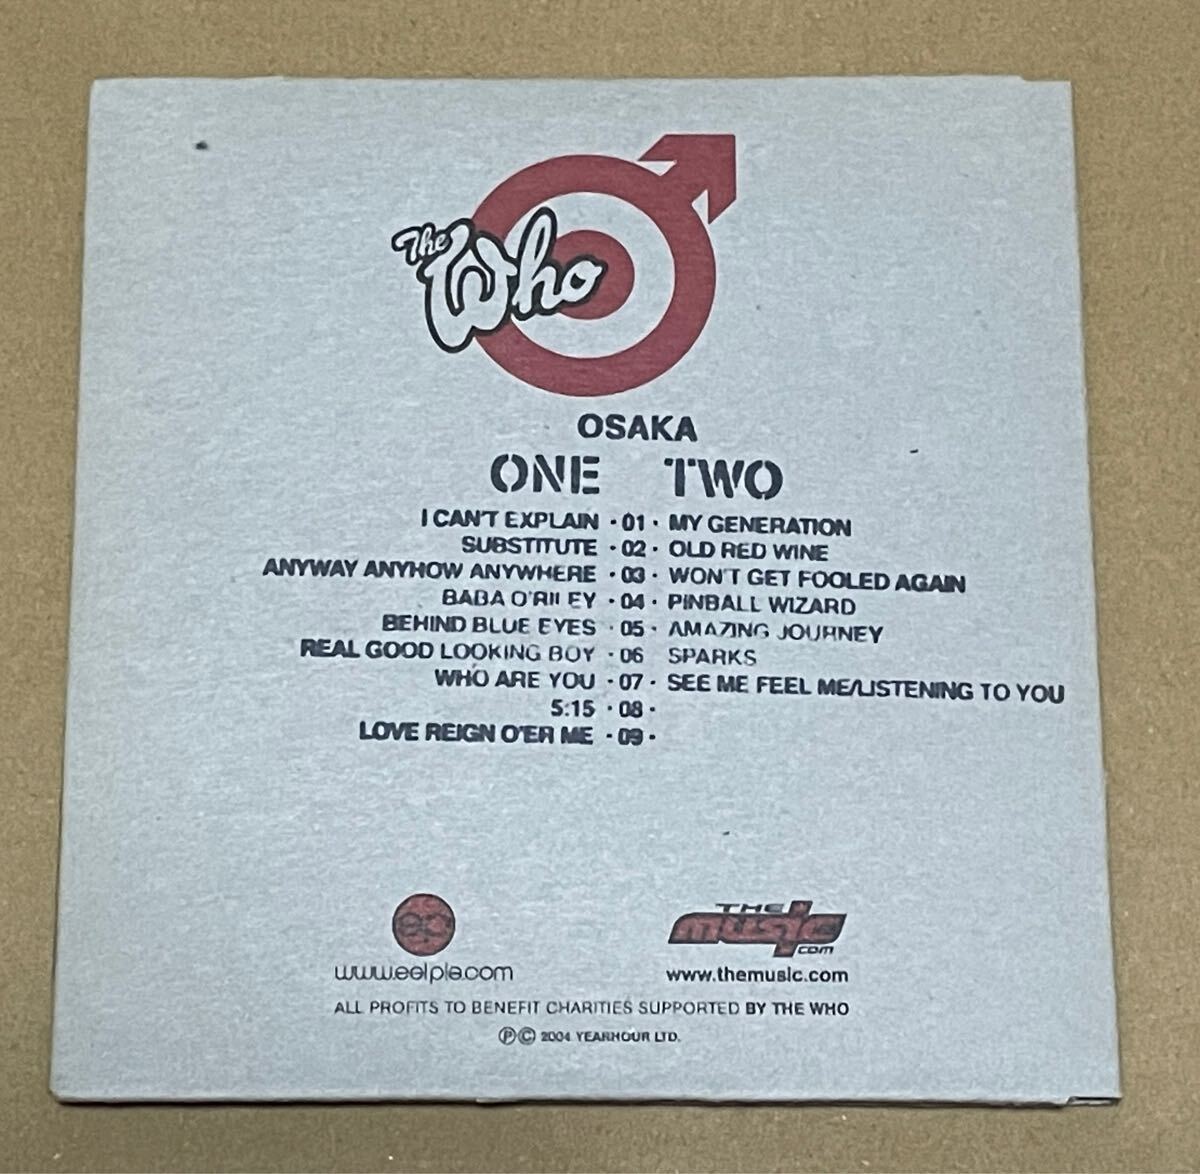 The Who
OSAKA
ONE TWO
I CAN'T EXPLAIN · 01 · MY GENERATION
SUBSTITUTE · 02 · OLD RED WINE
ANYWAY ANYHOW ANYWHERE · 03 · WON'T GET FOOLED AGAIN
BABA O'RILEY · 04 · PINBALL WIZARD
BEHIND BLUE EYES · 05 · AMAZING JOURNEY
REAL GOOD LOOKING BOY · 06 SPARKS
WHO ARE YOU · 07 · SEE ME FEEL ME/LISTENING TO YOU
5:15 · 08 ·
LOVE REIGN O'ER ME · 09 ·
THE music .com
www.eelpie.com www.themusic.com
ALL PROFITS TO BENEFIT CHARITIES SUPPORTED BY THE WHO
Ⓟ© 2004 YEARHOUR LTD.